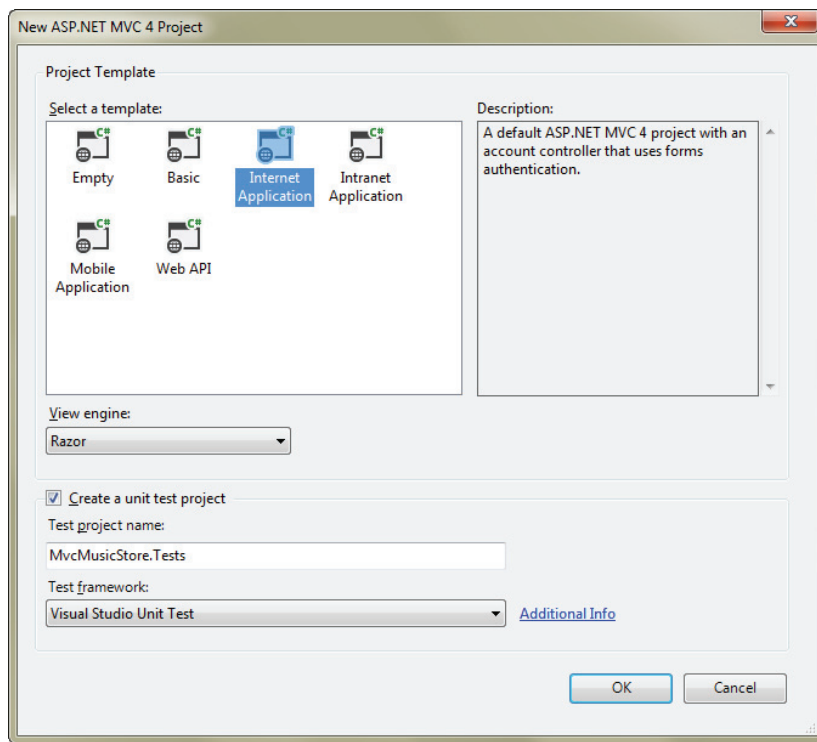 New ASP.NET MVC 4 Project
Project Template
Select a template:
C#
Empty
C#
Basic
C#
Internet
Application
C#
Intranet
Application
C#
Mobile
Application
C#
Web API
Description:
A default ASP.NET MVC 4 project with an
account controller that uses forms
authentication.
View engine:
Razor
Create a unit test project
Test project name:
MvcMusicStore.Tests
Test framework:
Visual Studio Unit Test
Additional Info
OK
Cancel